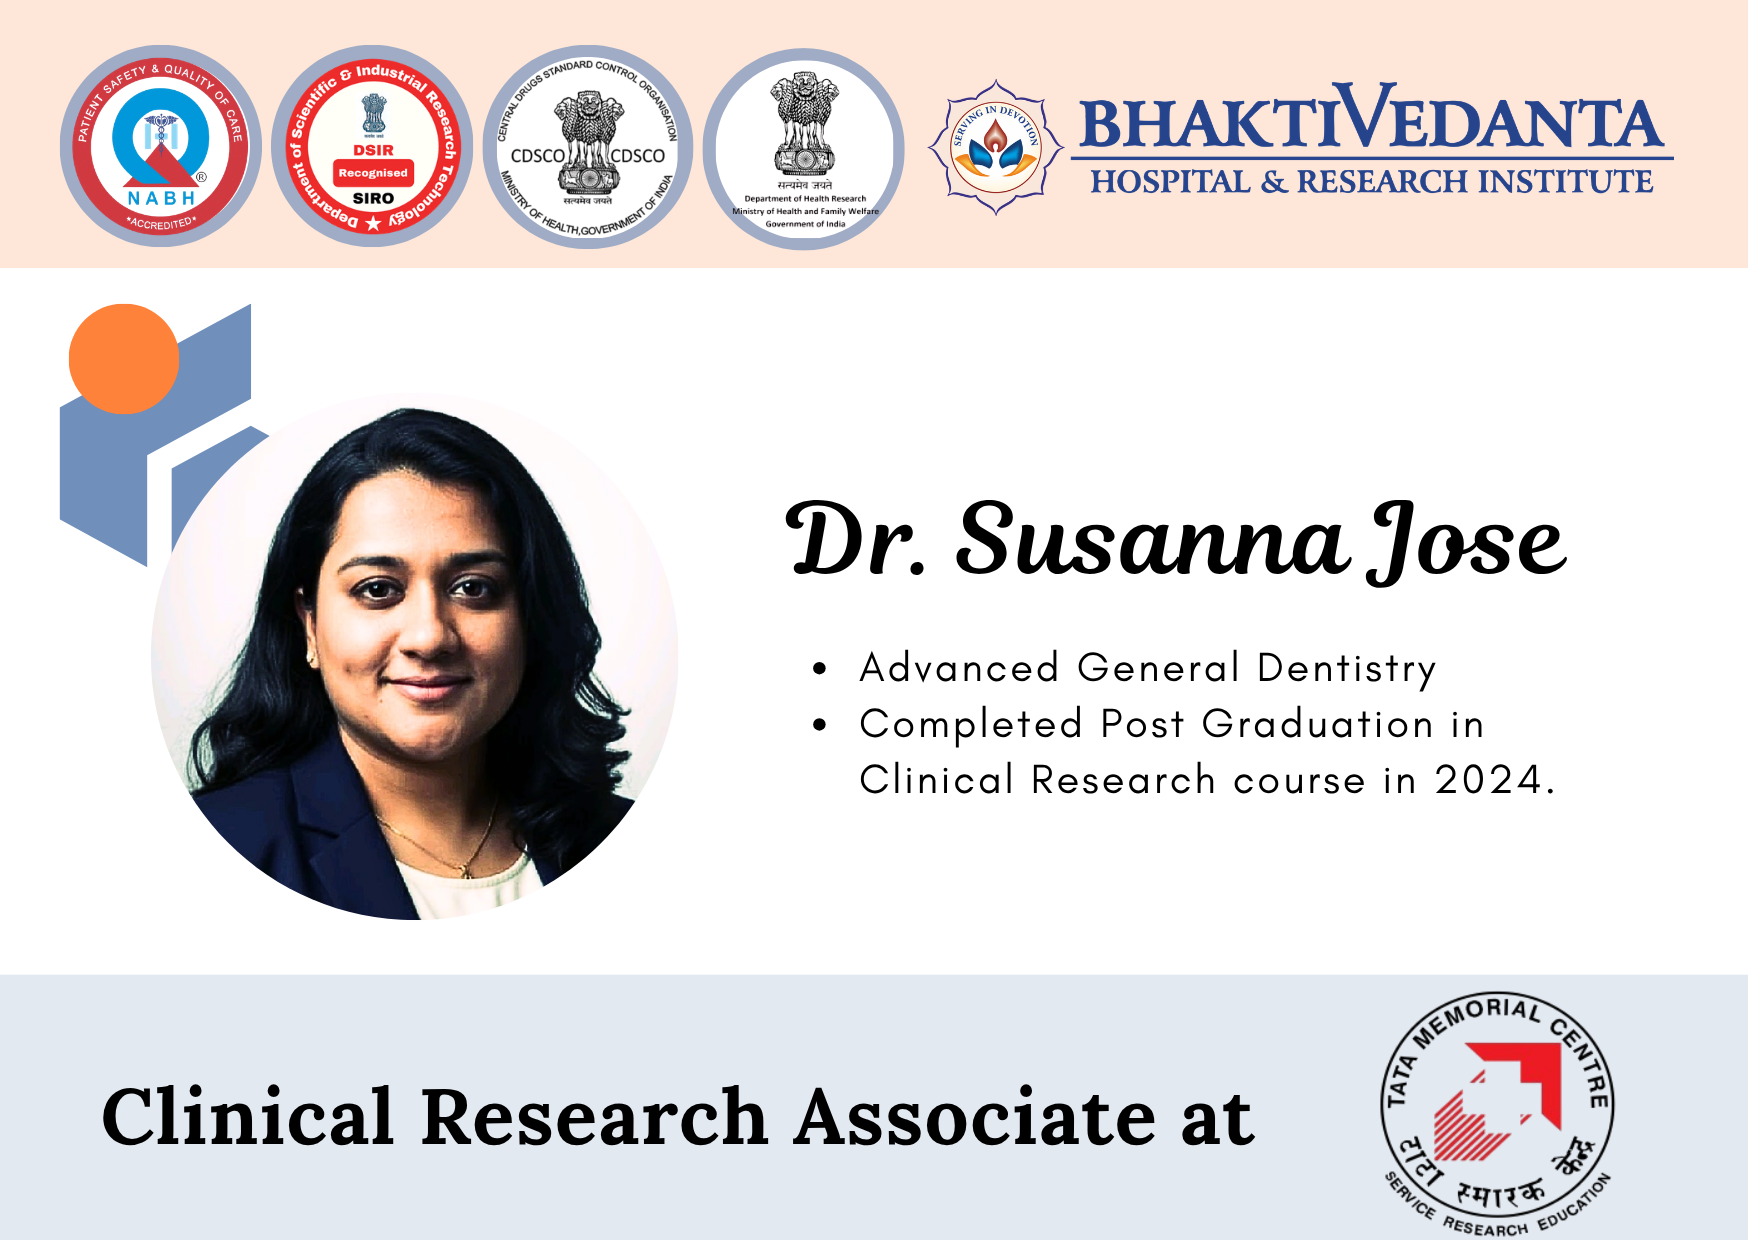 PATIENT SAFETY & QUALITY OF CARE
®
NABH
*ACCREDITED*
Department of Scientific & Industrial Research Technology
DSIR
Recognised
SIRO
CENTRAL DRUGS STANDARD CONTROL ORGANISATION
CDSCO CDSCO
सत्यमेव जयते
MINISTRY OF HEALTH,GOVERNMENT OF INDIA
सत्यमेव जयते
Department of Health Research
Ministry of Health and Family Welfare
Government of India
SERVING IN DEVOTION
BHAKTIVEDANTA
HOSPITAL & RESEARCH INSTITUTE
Dr. Susanna Jose
• Advanced General Dentistry
• Completed Post Graduation in
Clinical Research course in 2024.
Clinical Research Associate at
TATA MEMORIAL CENTRE
टाटा स्मारक केन्द्र
SERVICE RESEARCH EDUCATION